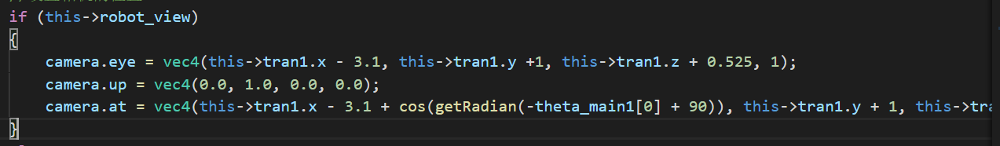 if (this->robot_view)
{
camera.eye = vec4(this->tran1.x - 3.1, this->tran1.y +1, this->tran1.z + 0.525, 1);
camera.up = vec4(0.0, 1.0, 0.0, 0.0);
camera.at = vec4(this->tran1.x - 3.1 + cos(getRadian(-theta_main1[0] + 90)), this->tran1.y + 1, this->tra
}